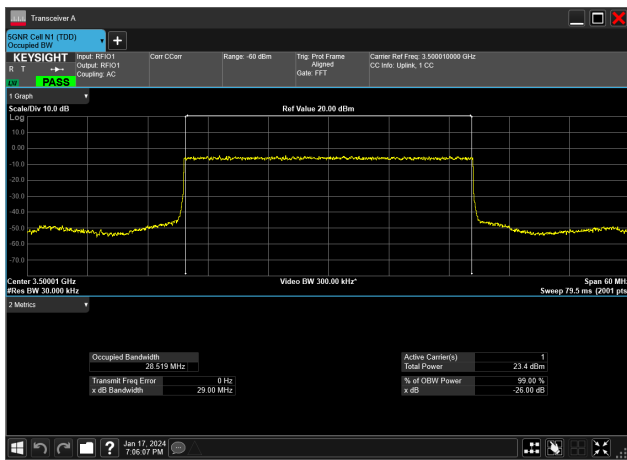 Transceiver A
5GNR Cell N1 (TDD)
Occupied BW
KEYSIGHT Input: RFIO1 Corr CCorr Range: -60 dBm Trig: Prot Frame Carrier Ref Freq: 3.500010000 GHz
R T Output: RFIO1 Aligned CC Info: Uplink, 1 CC
Coupling: AC Gate: FFT
LV PASS
1 Graph
Scale/Div 10.0 dB Ref Value 20.00 dBm
Log
10.0
0.00
-10.0
-20.0
-30.0
-40.0
-50.0
-60.0
-70.0
Center 3.50001 GHz Video BW 300.00 kHz* Span 60 MHz
#Res BW 30.000 kHz Sweep 79.5 ms (2001 pts
2 Metrics
Occupied Bandwidth Active Carrier(s) 1
28.519 MHz Total Power 23.4 dBm
Transmit Freq Error 0 Hz % of OBW Power 99.00 %
x dB Bandwidth 29.00 MHz x dB -26.00 dB
Jan 17, 2024
7:06:07 PM